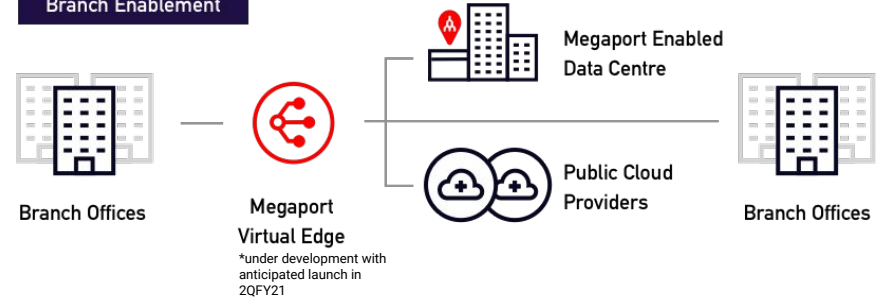 Branch Enablement
Megaport Enabled
Data Centre
Branch Offices
Megaport
Virtual Edge
*under development with
anticipated launch in
2QFY21
Public Cloud
Providers
Branch Offices